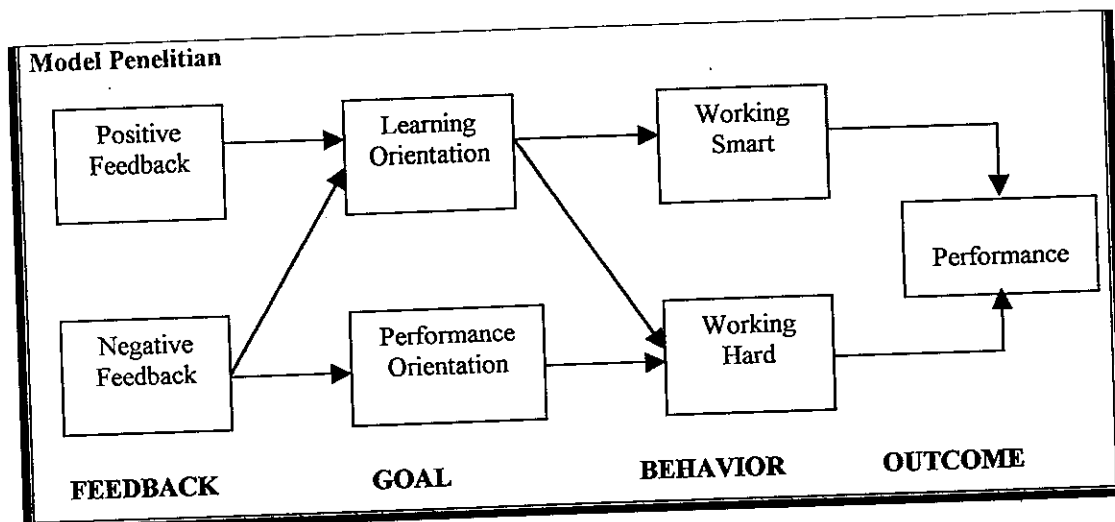 Model Penelitian
Positive
Feedback
Learning
Orientation
Working
Smart
Performance
Negative
Feedback
Performance
Orientation
Working
Hard
FEEDBACK
GOAL
BEHAVIOR
OUTCOME